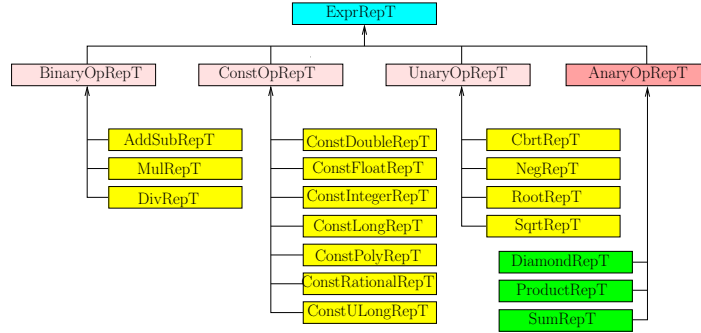 ExprRepT
BinaryOpRepT
ConstOpRepT
UnaryOpRepT
AnaryOpRepT
AddSubRepT
MulRepT
DivRepT
ConstDoubleRepT
ConstFloatRepT
ConstIntegerRepT
ConstLongRepT
ConstPolyRepT
ConstRationalRepT
ConstULongRepT
CbrtRepT
NegRepT
RootRepT
SqrtRepT
DiamondRepT
ProductRepT
SumRepT